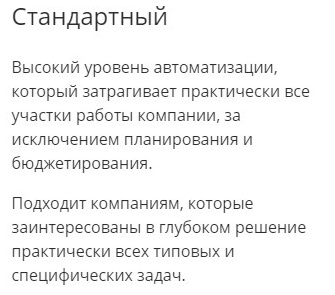 Стандартный
Высокий уровень автоматизации,
который затрагивает практически все
участки работы компании, за
исключением планирования и
бюджетирования.
Подходит компаниям, которые
заинтересованы в глубоком решение
практически всех типовых и
специфических задач.